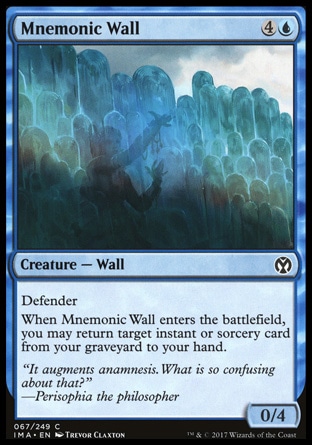 Mnemonic Wall 4
Creature — Wall
Defender
When Mnemonic Wall enters the battlefield,
you may return target instant or sorcery
card from your graveyard to your hand.
"It augments anamnesis. What is so confusing
about that?"
—Perisophia the philosopher
0/4
067/249 C
IMA • EN Trevor Claxton
™ & © 2017 Wizards of the Coast